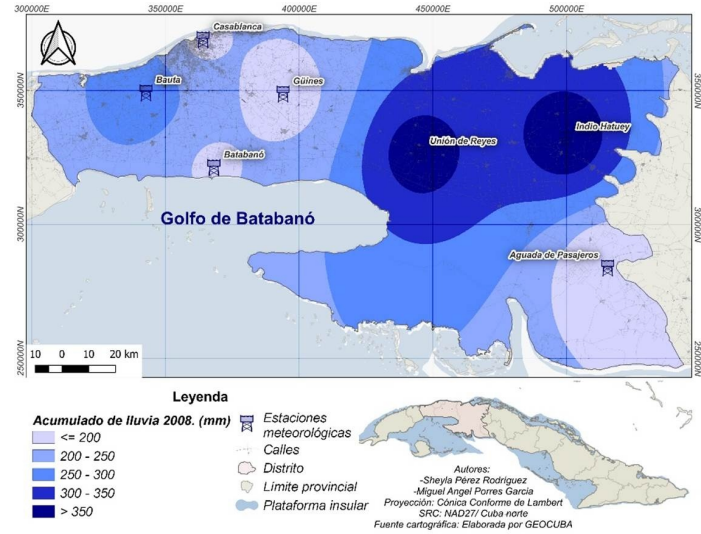 300000E 350000E 400000E 450000E 500000E
Casablanca
350000N
350000N
Bauta
Güines
Unión de Reyes
Indio Hatuey
Batabanó
Golfo de Batabanó
300000N
300000N
Aguada de Pasajeros
250000N
250000N
10 0 10 20 km
Leyenda
Acumulado de lluvia 2008. (mm)
<= 200
200 - 250
250 - 300
300 - 350
> 350
Estaciones
meteorológicas
Calles
Distrito
Límite provincial
Plataforma insular
Autores:
-Sheyla Pérez Rodríguez
-Miguel Angel Porres García
Proyección: Cónica Conforme de Lambert
SRC: NAD27/ Cuba norte
Fuente cartográfica: Elaborada por GEOCUBA